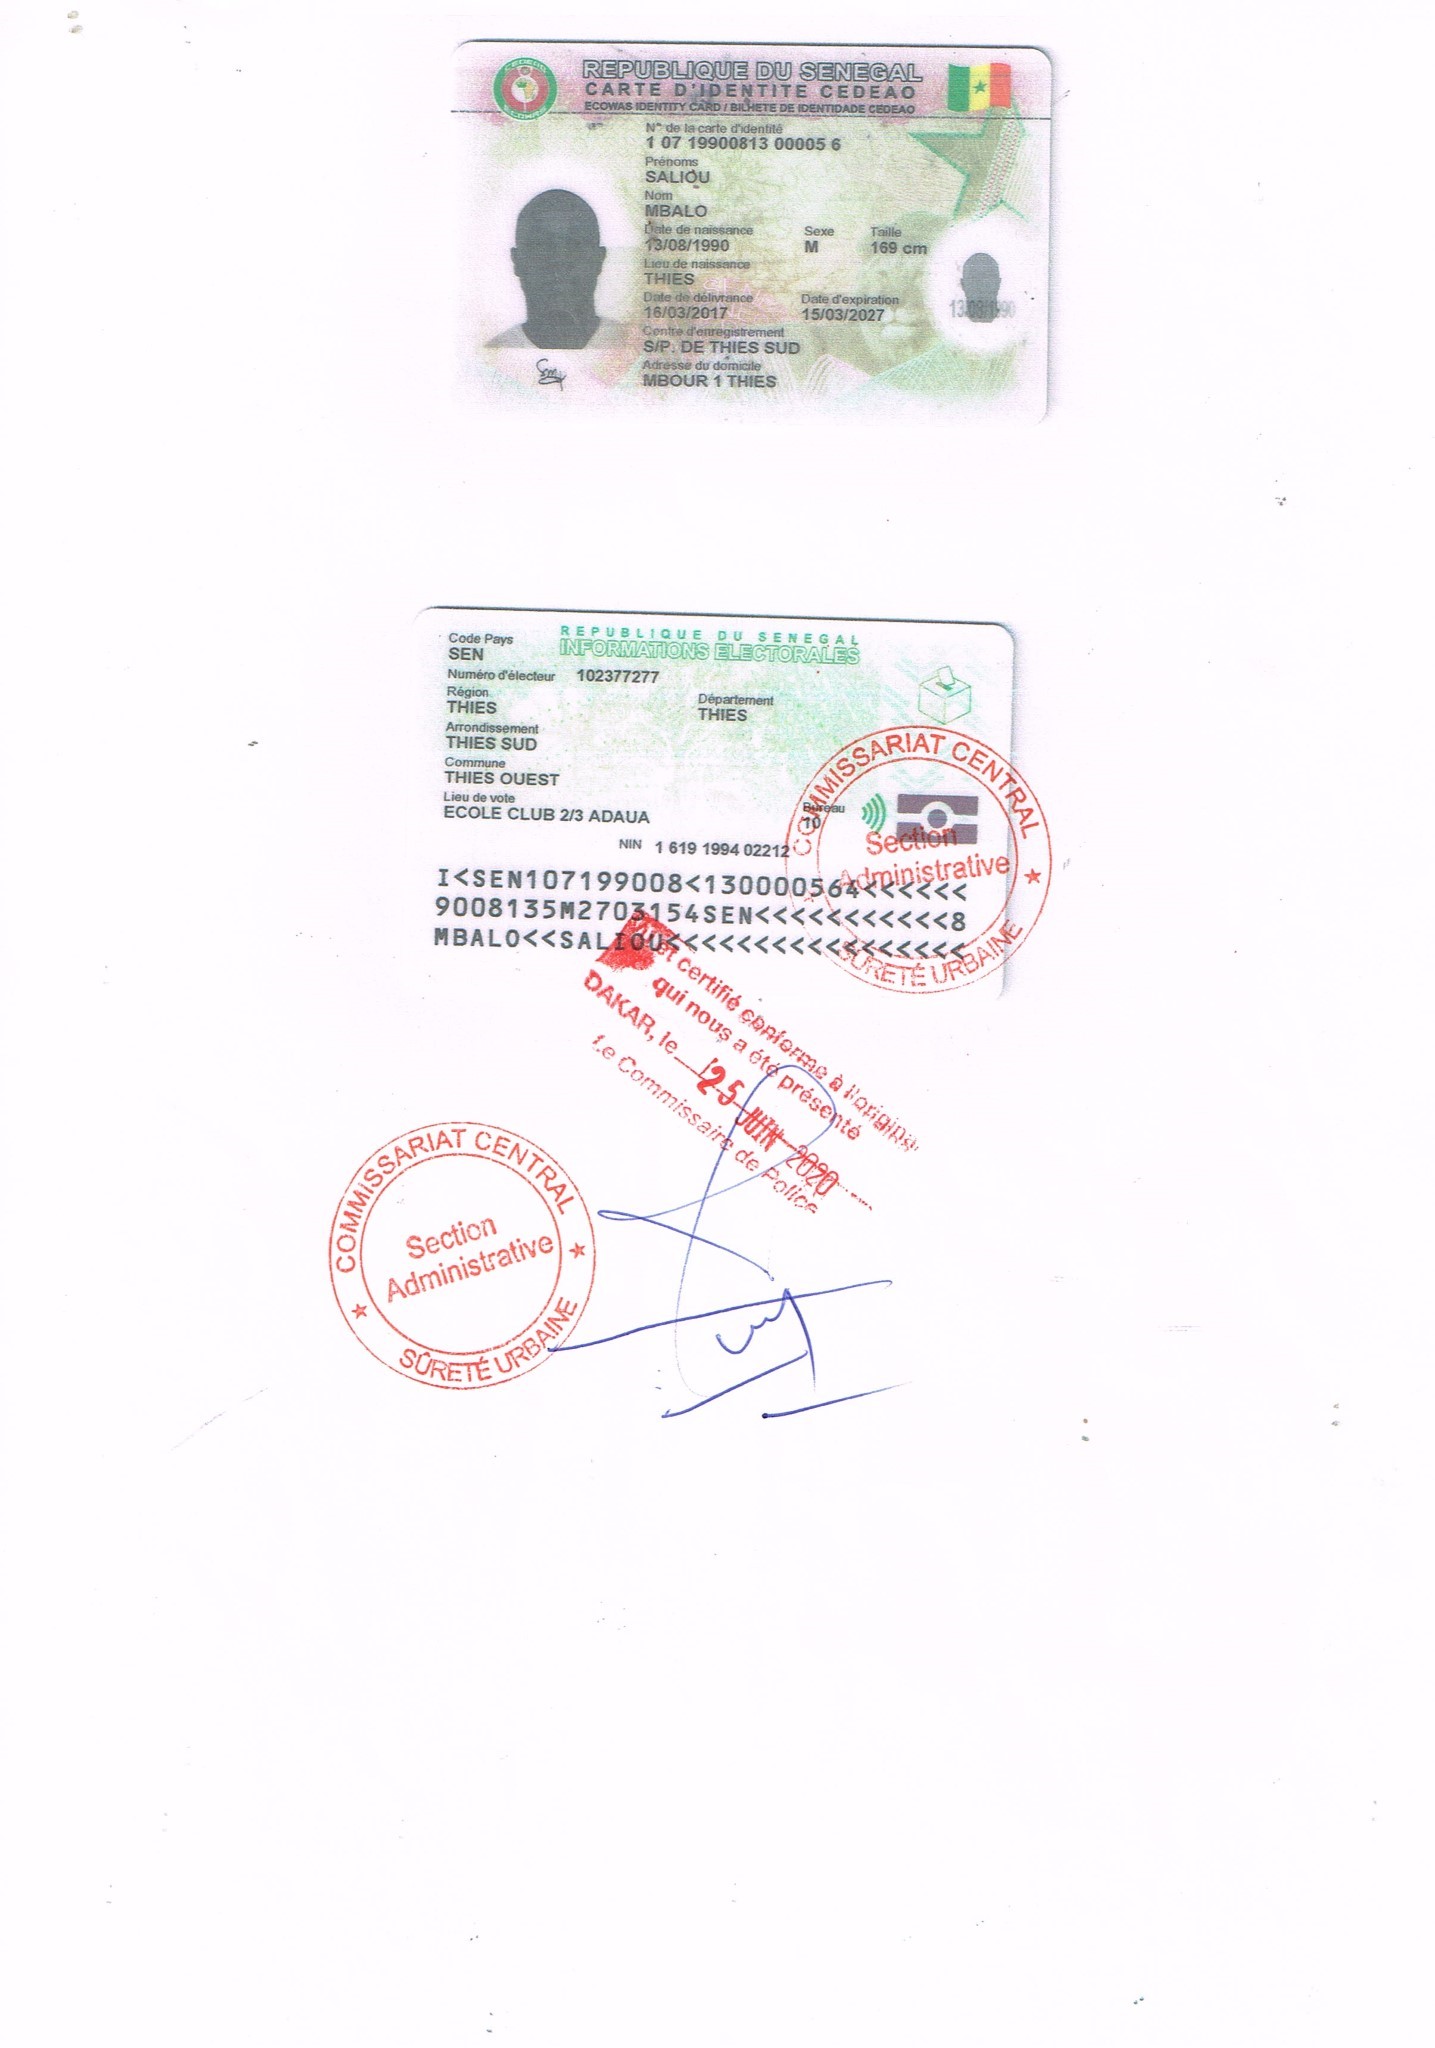 CEDEAO
ECOWAS
REPUBLIQUE DU SENEGAL
CARTE D'IDENTITE CEDEAO
ECOWAS IDENTITY CARD / BILHETE DE IDENTIDADE CEDEAO
N° de la carte d'identité
1 07 19900813 00005 6
Prénoms
SALIOU
Nom
MBALO
Date de naissance Sexe Taille
13/08/1990 M 169 cm
Lieu de naissance
THIES
Date de délivrance Date d'expiration
16/03/2017 15/03/2027
13/08/1990
Centre d'enregistrement
S/P. DE THIES SUD
Adresse du domicile
MBOUR 1 THIES
REPUBLIQUE DU SENEGAL
INFORMATIONS ELECTORALES
Code Pays
SEN
Numéro d'électeur 102377277
Région Département
THIES THIES
Arrondissement
THIES SUD
Commune
THIES OUEST
Lieu de vote Bureau
ECOLE CLUB 2/3 ADAUA 10
NIN 1 619 1994 02212
I<SEN107199008<130000564<<<<<<
9008135M2703154SEN<<<<<<<<<<<8
MBALO<<SALIOU<<<<<<<<<<<<<<<<<
COMMISSARIAT CENTRAL
Section
Administrative
SÛRETÉ URBAINE
et certifié conforme à l'original
qui nous a été présenté
DAKAR, le 25 JUIN 2020
Le Commissaire de Police
COMMISSARIAT CENTRAL
Section
Administrative
SÛRETÉ URBAINE